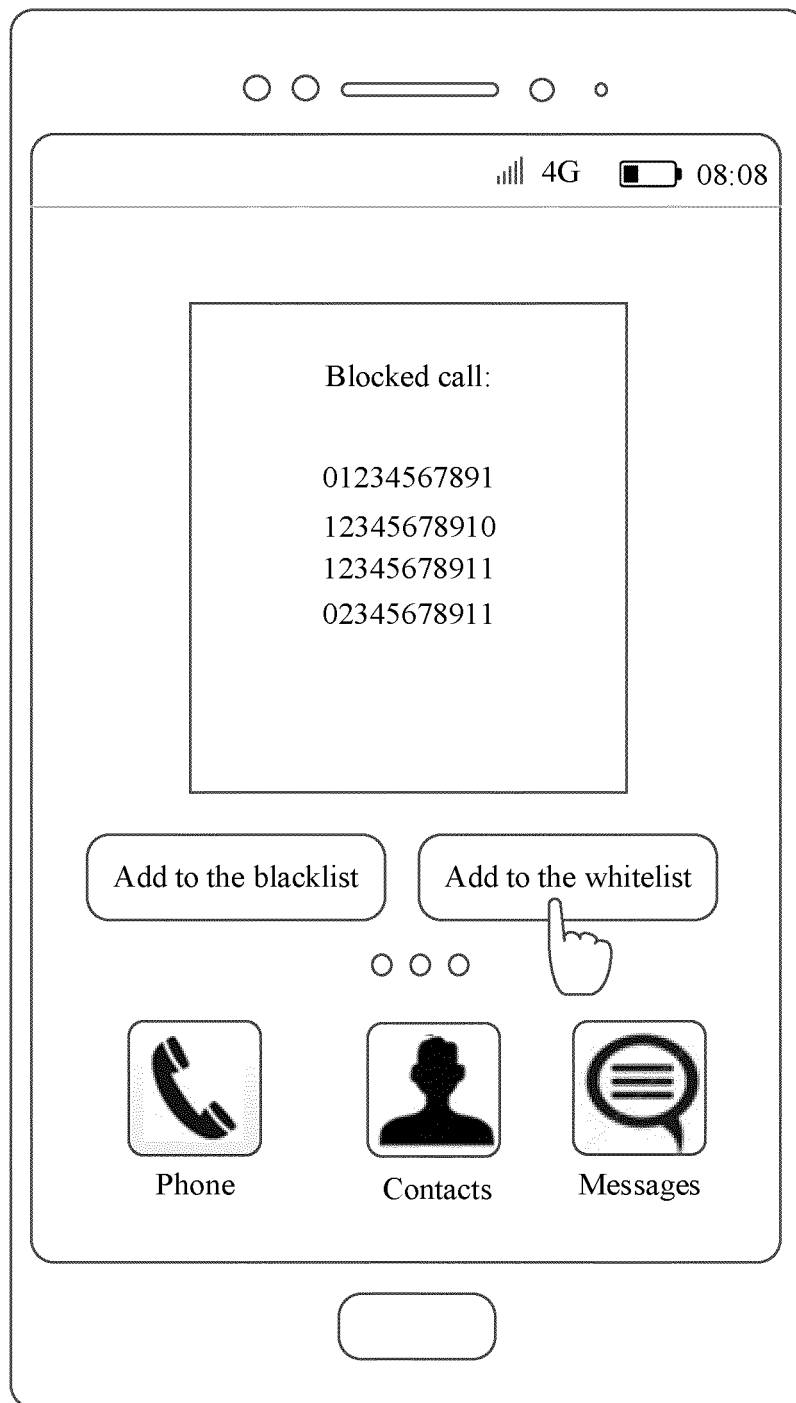 4G 08:08
Blocked call:
01234567891
12345678910
12345678911
02345678911
Add to the blacklist
Add to the whitelist
Phone
Contacts
Messages